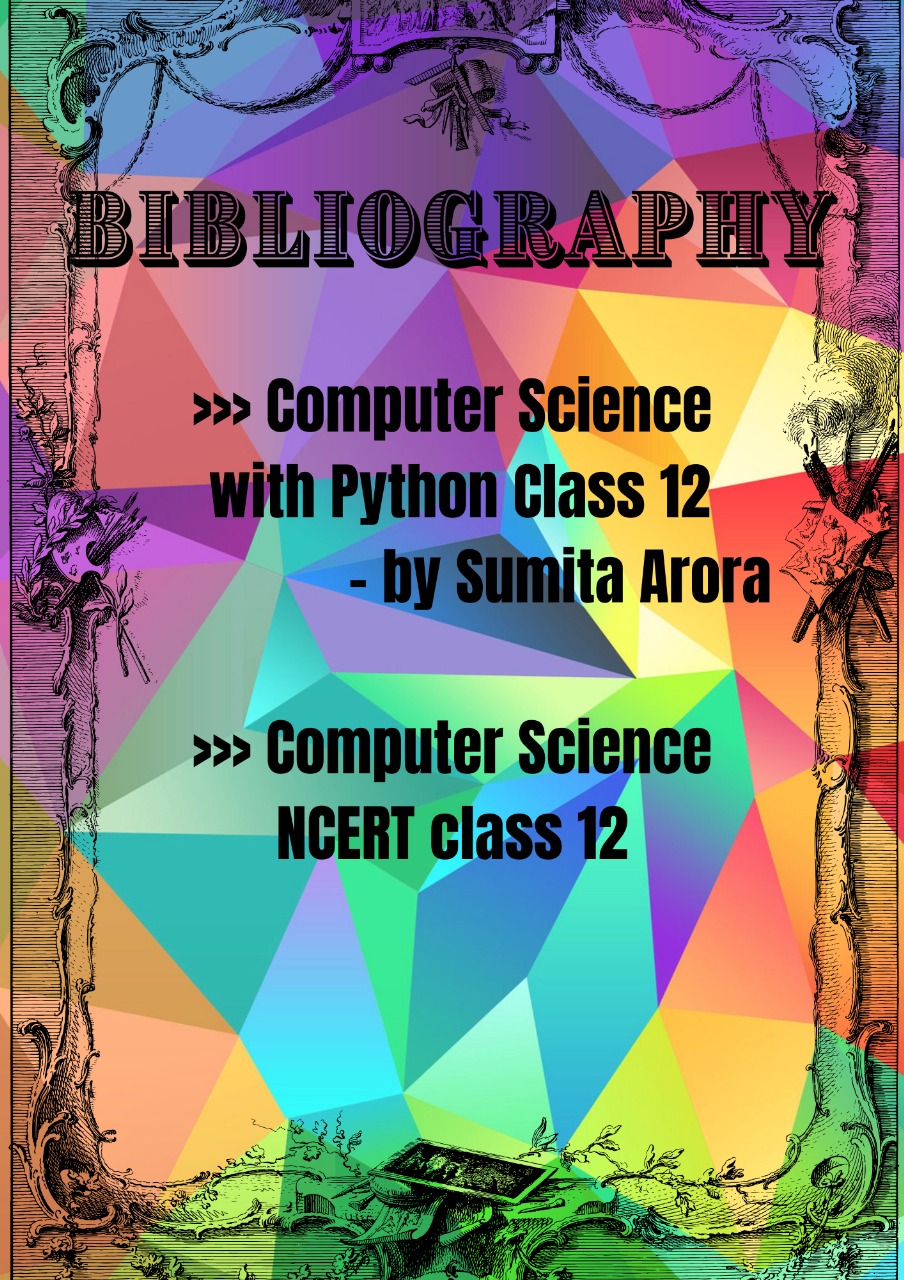 BIBLIOGRAPHY
>>> Computer Science
with Python Class 12
- by Sumita Arora
>>> Computer Science
NCERT class 12